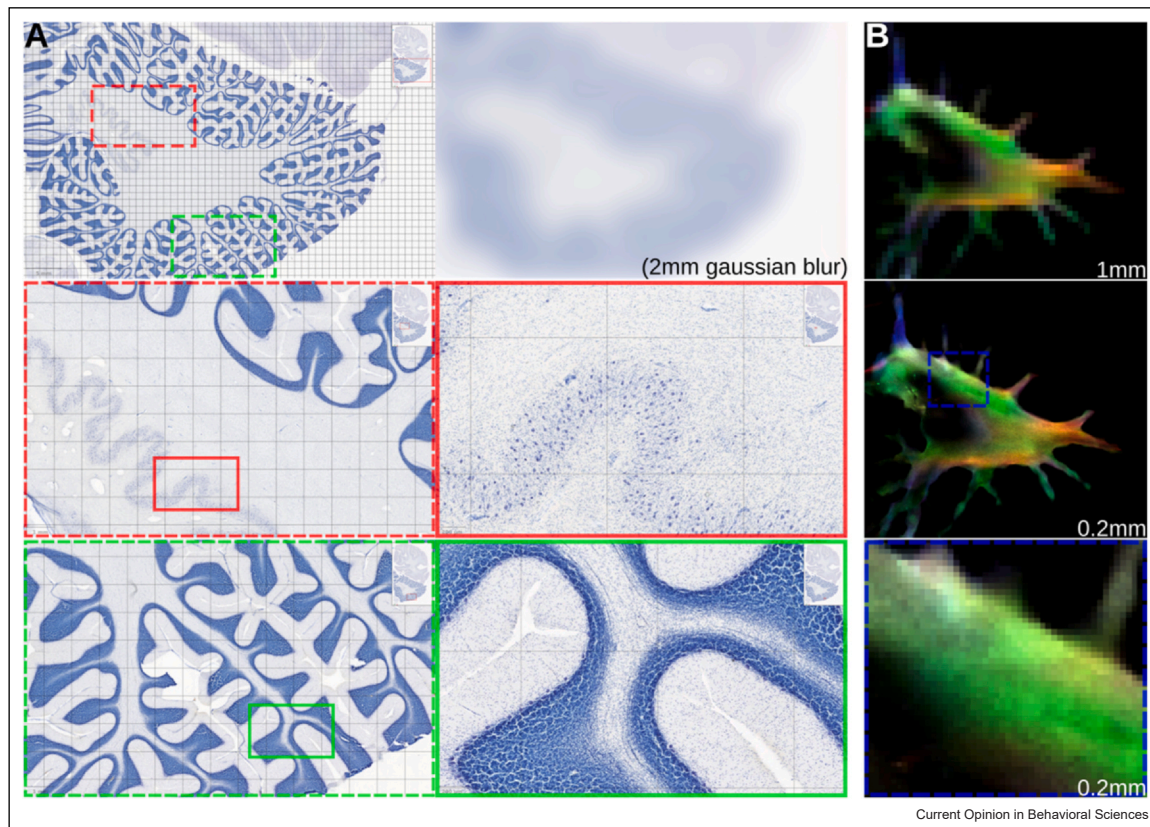 A
B
(2mm gaussian blur)
1mm
0.2mm
0.2mm
Current Opinion in Behavioral Sciences